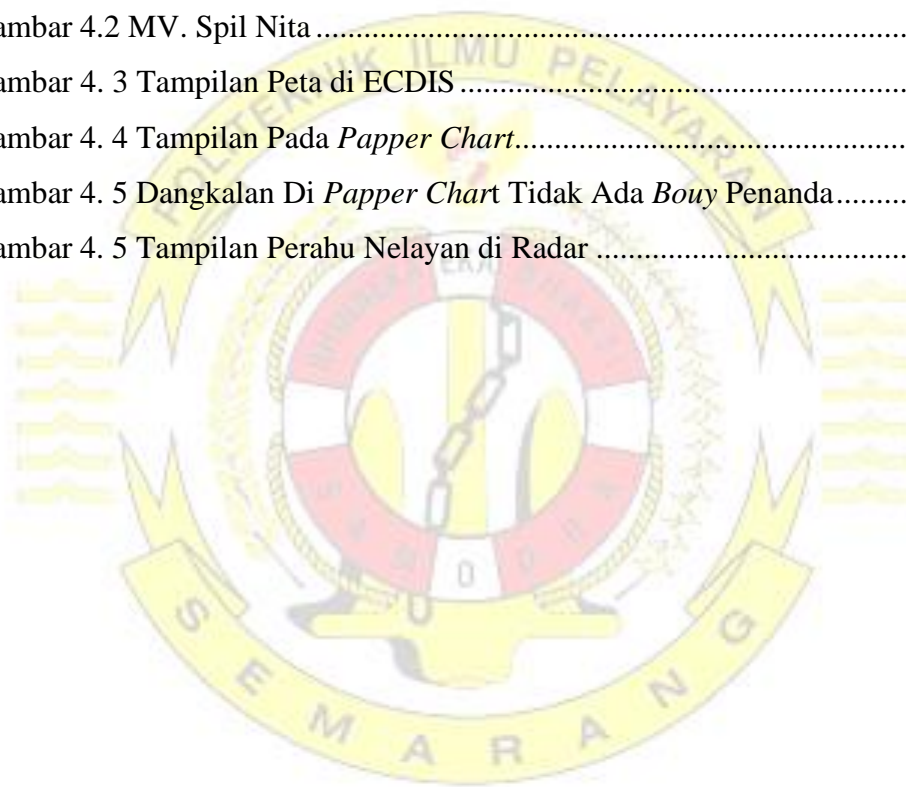 ambar 4.2 MV. Spil Nita ........................................................................
ambar 4. 3 Tampilan Peta di ECDIS ........................................................
ambar 4. 4 Tampilan Pada Papper Chart.................................................
ambar 4. 5 Dangkalan Di Papper Chart Tidak Ada Bouy Penanda..........
ambar 4. 5 Tampilan Perahu Nelayan di Radar ......................................
POLITEKNIK ILMU PELAYARAN
SEMARANG